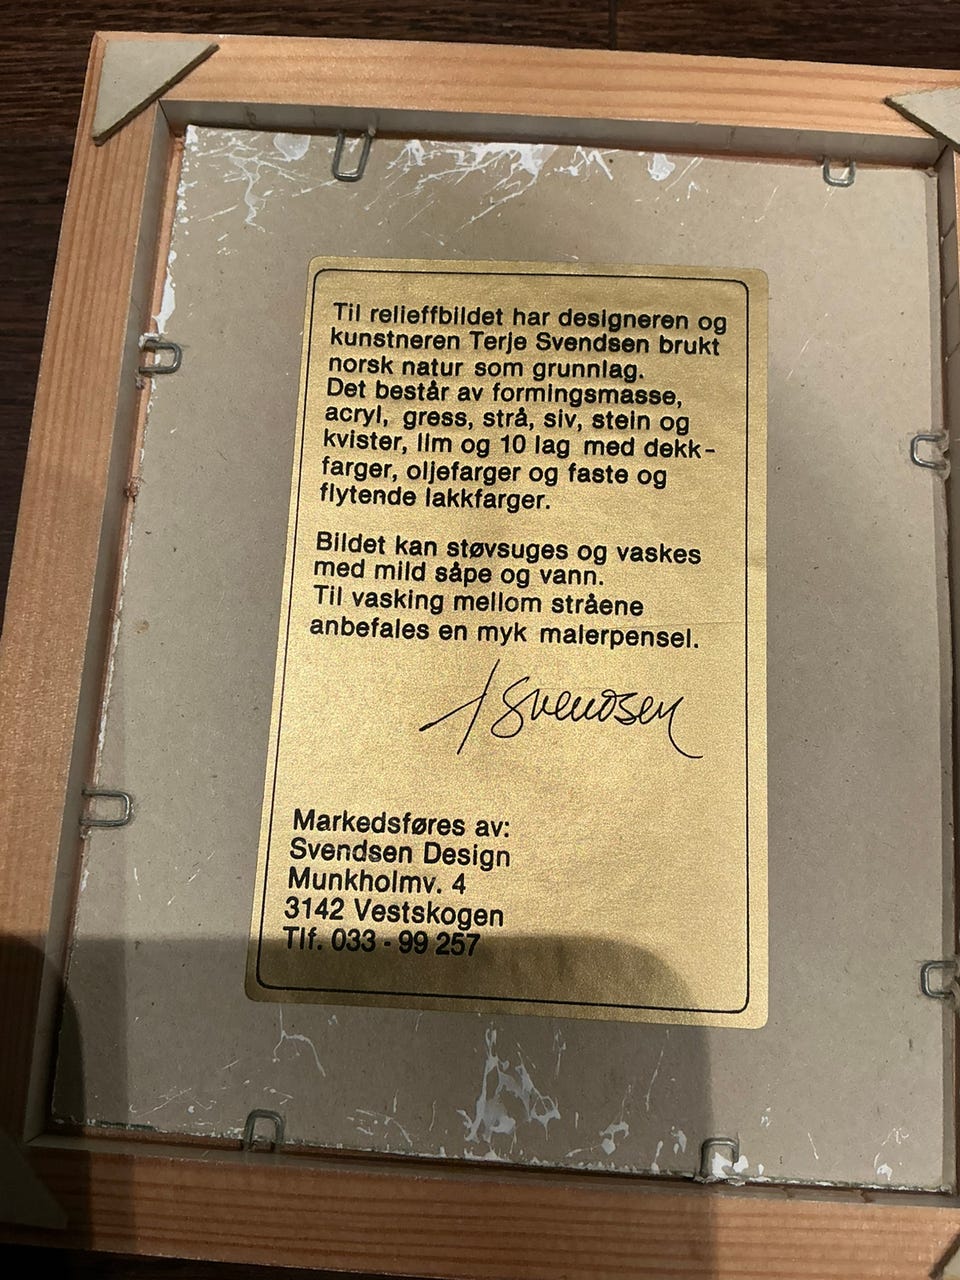 Til relieffbildet har designeren og
kunstneren Terje Svendsen brukt
norsk natur som grunnlag.
Det består av formingsmasse,
acryl, gress, strå, siv, stein og
kvister, lim og 10 lag med dekk-
farger, oljefarger og faste og
flytende lakkfarger.
Bildet kan støvsuges og vaskes
med mild såpe og vann.
Til vasking mellom stråene
anbefales en myk malerpensel.
T Svendsen
Markedsføres av:
Svendsen Design
Munkholmv. 4
3142 Vestskogen
Tlf. 033 - 99 257